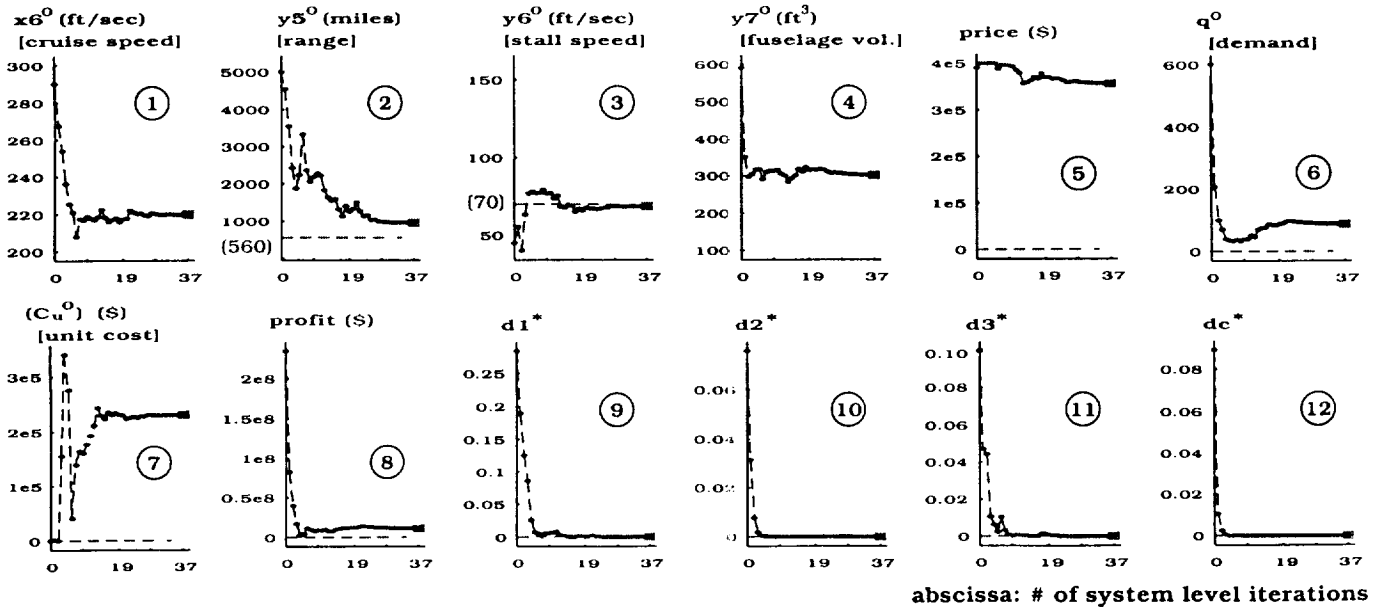 x6⁰ (ft/sec)
[cruise speed]
300
280
260
240
220
200
0 19 37
1
y5⁰ (miles)
[range]
5000
4000
3000
2000
1000
(560)
0 19 37
2
y6⁰ (ft/sec)
[stall speed]
150
100
(70)
50
0 19 37
3
y7⁰ (ft³)
[fuselage vol.]
600
500
400
300
200
100
0 19 37
4
price ($)
4e5
3e5
2e5
1e5
0
0 19 37
5
q⁰
[demand]
600
400
200
0
0 19 37
6
(Cu⁰) ($)
[unit cost]
3e5
2e5
1e5
0
0 19 37
7
profit ($)
2e8
1.5e8
1e8
0.5e8
0
0 19 37
8
d1*
0.25
0.2
0.15
0.1
0.05
0
0 19 37
9
d2*
0.06
0.04
0.02
0
0 19 37
10
d3*
0.10
0.08
0.06
0.04
0.02
0
0 19 37
11
dc*
0.08
0.06
0.04
0.02
0
0 19 37
12
abscissa: # of system level iterations